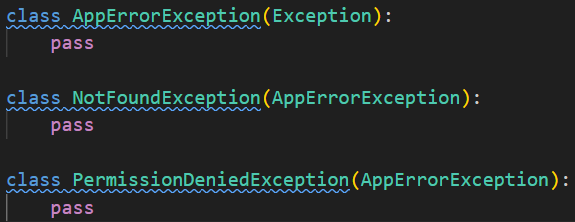 class AppErrorException(Exception):
    pass
class NotFoundException(AppErrorException):
    pass
class PermissionDeniedException(AppErrorException):
    pass